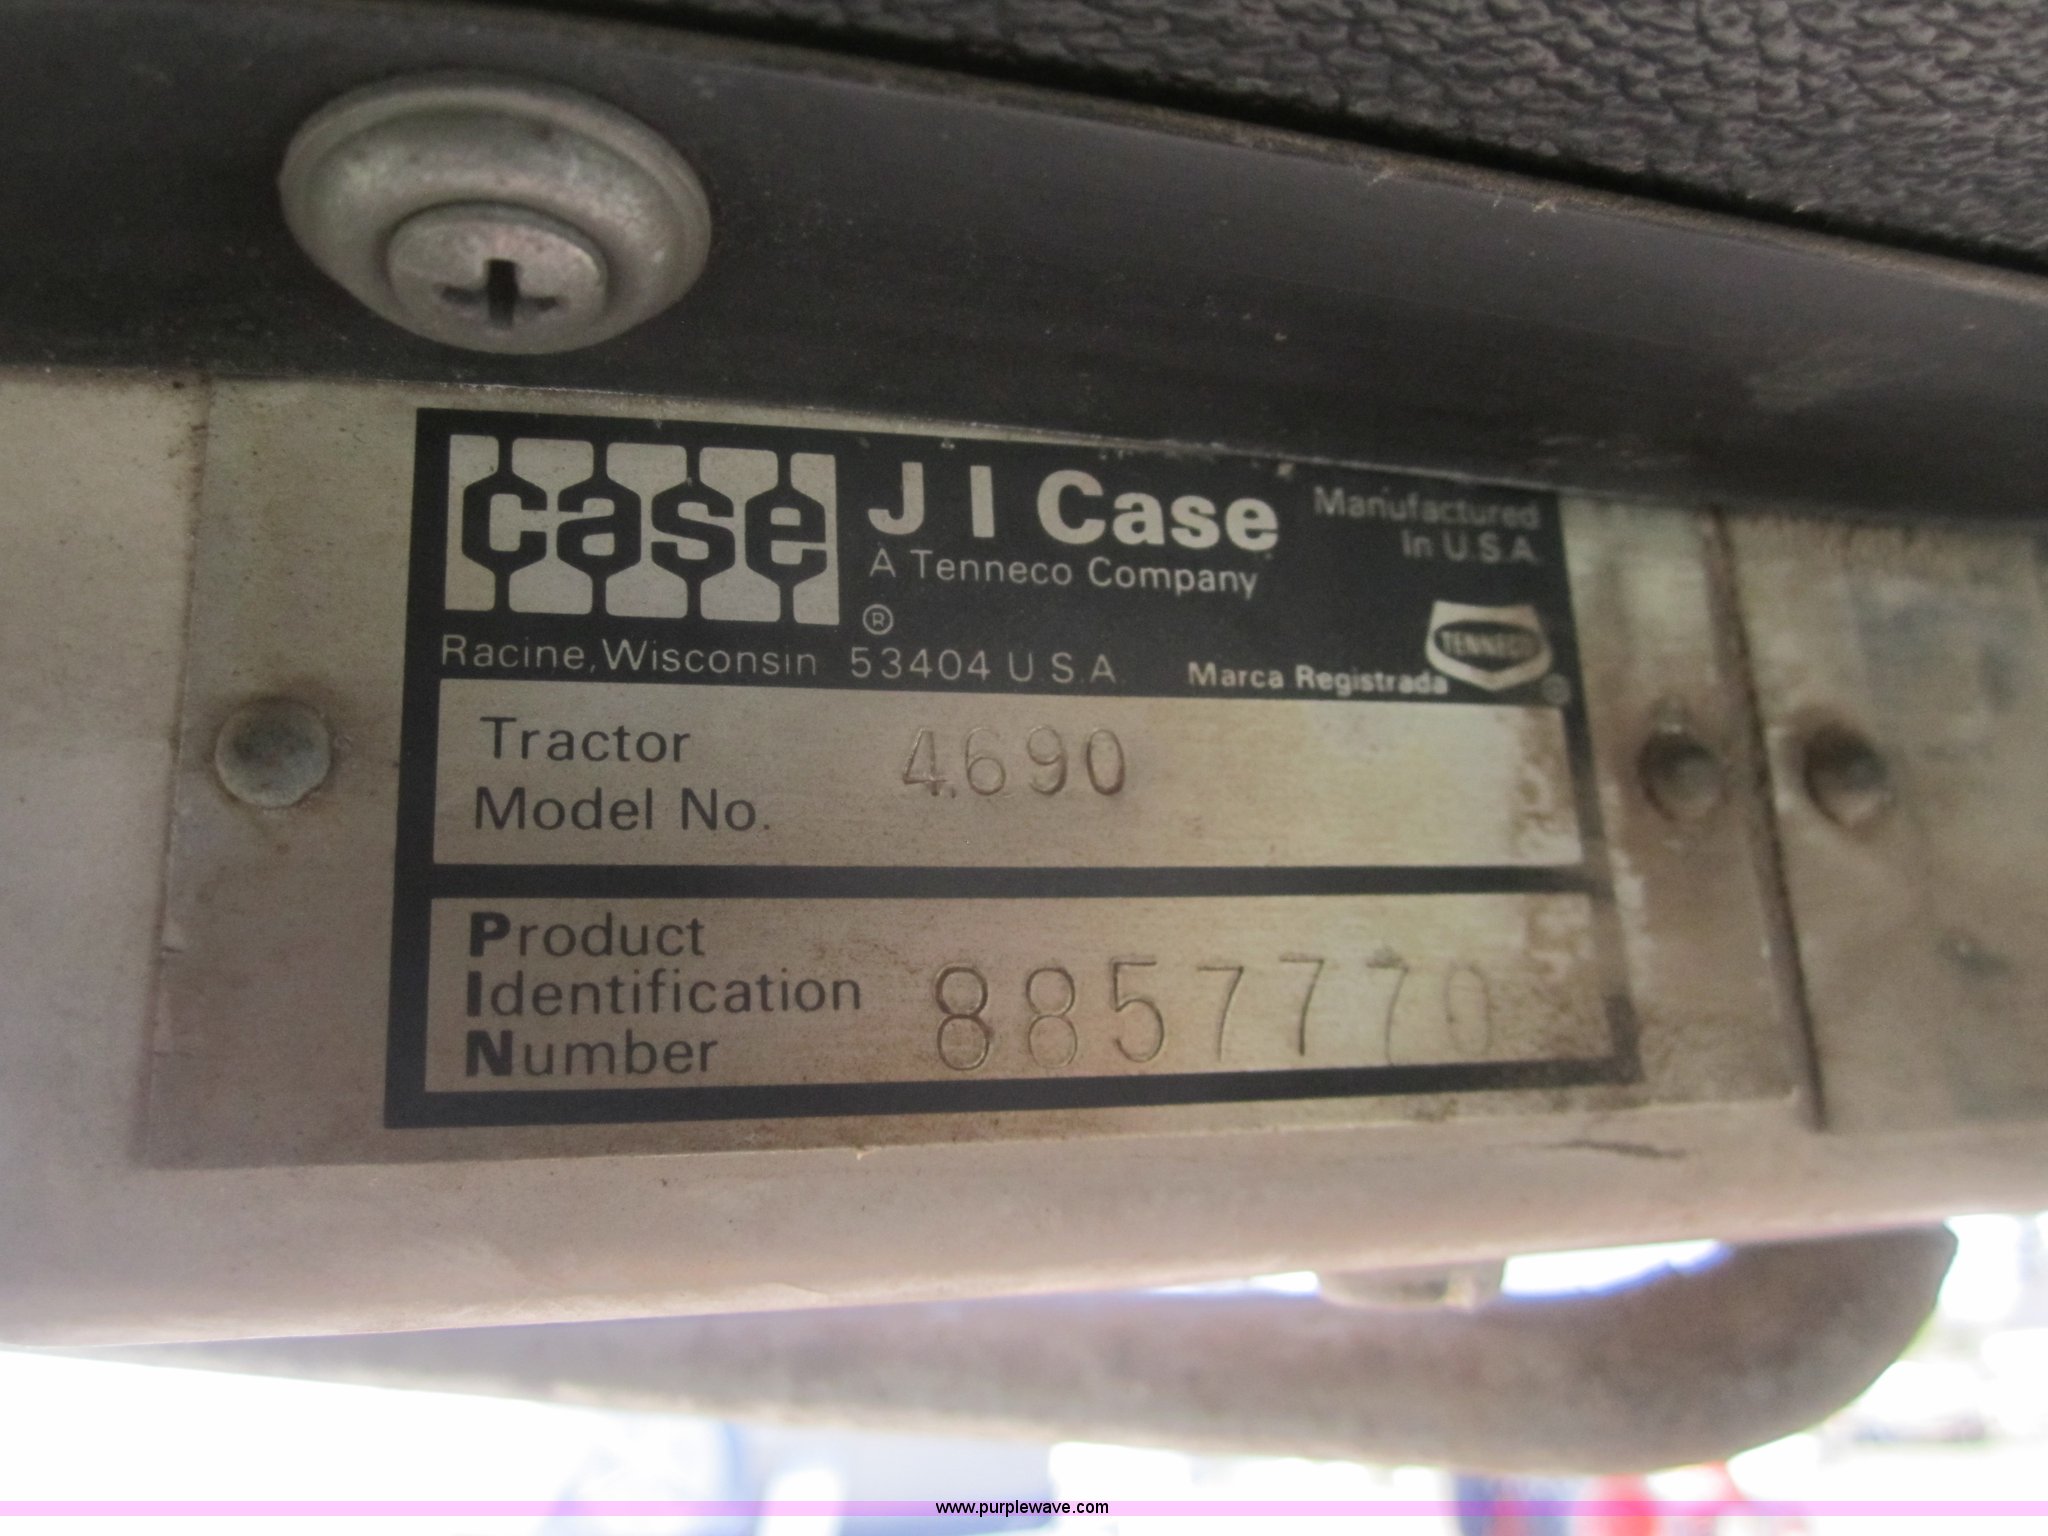 case J I Case Manufactured
A Tenneco Company In U.S.A.
®
TENNECO
Racine, Wisconsin 53404 U.S.A. Marca Registrada
Tractor 4690
Model No.
Product
Identification 8857770
Number
www.purplewave.com